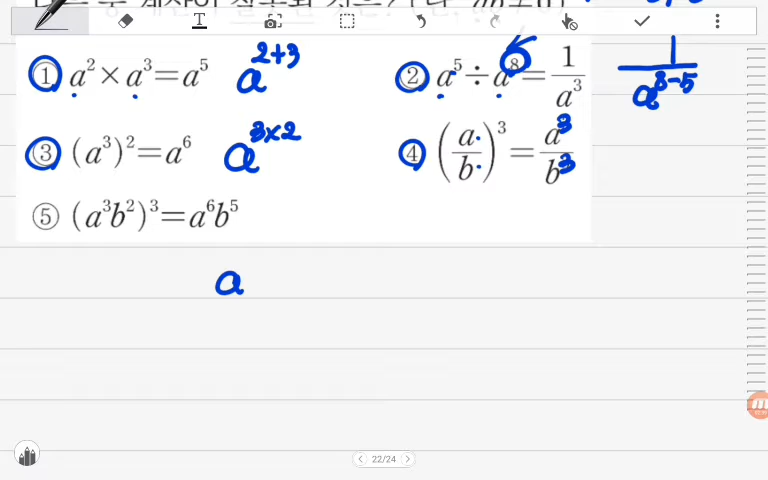 ① a² × a³ = a⁵ a²⁺³ ② a⁵ ÷ a⁸ = 1/a³ 1/a⁸⁻⁵
③ (a³)² = a⁶ a³ˣ² ④ (a/b)³ = a³/b³
⑤ (a³b²)³ = a⁶b⁵
a
22/24